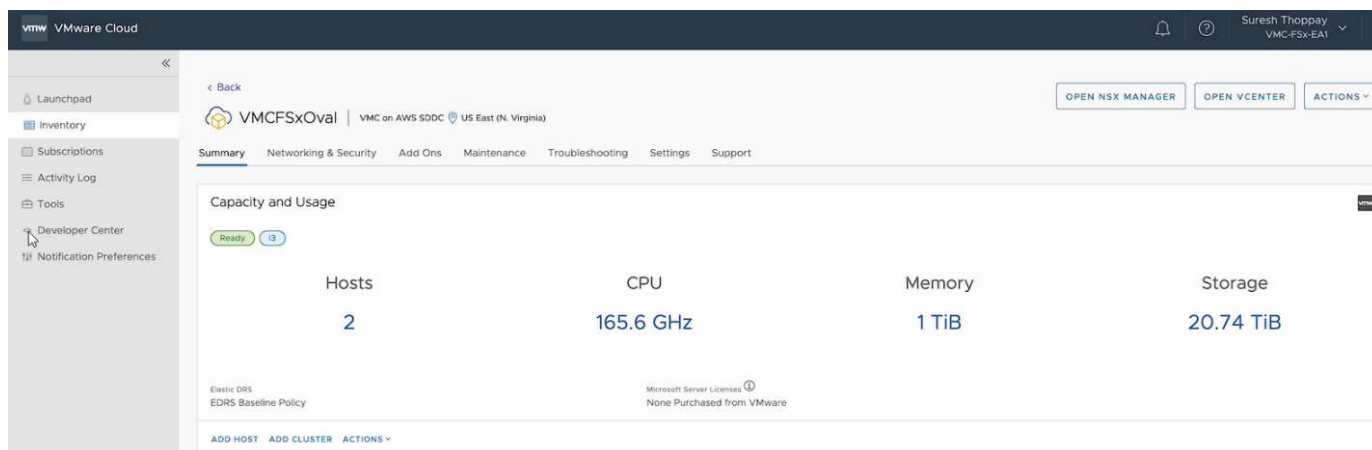 vmw VMware Cloud
Suresh Thoppay
VMC-FSx-EA1
«
Launchpad
Inventory
Subscriptions
Activity Log
Tools
Developer Center
Notification Preferences
< Back
OPEN NSX MANAGER OPEN VCENTER ACTIONS
VMCFSxOval | VMC on AWS SDDC US East (N. Virginia)
Summary Networking & Security Add Ons Maintenance Troubleshooting Settings Support
Capacity and Usage
vmw
Ready I3
Hosts CPU Memory Storage
2 165.6 GHz 1 TiB 20.74 TiB
Elastic DRS Microsoft Server Licenses
EDRS Baseline Policy None Purchased from VMware
ADD HOST ADD CLUSTER ACTIONS